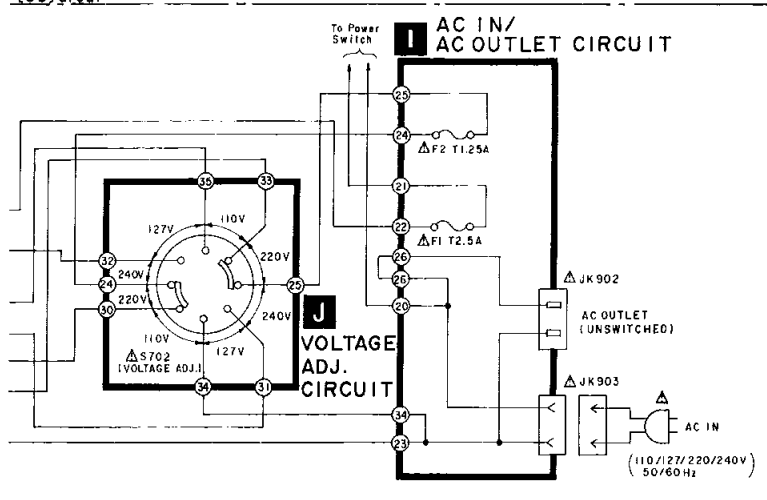 To Power
Switch
I
AC IN/
AC OUTLET CIRCUIT
25
24
⚠F2 T1.25A
21
22
⚠F1 T2.5A
26
26
20
34
23
⚠JK902
AC OUTLET
(UNSWITCHED)
⚠JK903
⚠
AC IN
(110/127/220/240V)
50/60Hz
35
33
32
24
30
25
34
31
127V
110V
220V
240V
240V
220V
110V
127V
⚠S702
(VOLTAGE ADJ.)
J
VOLTAGE
ADJ.
CIRCUIT